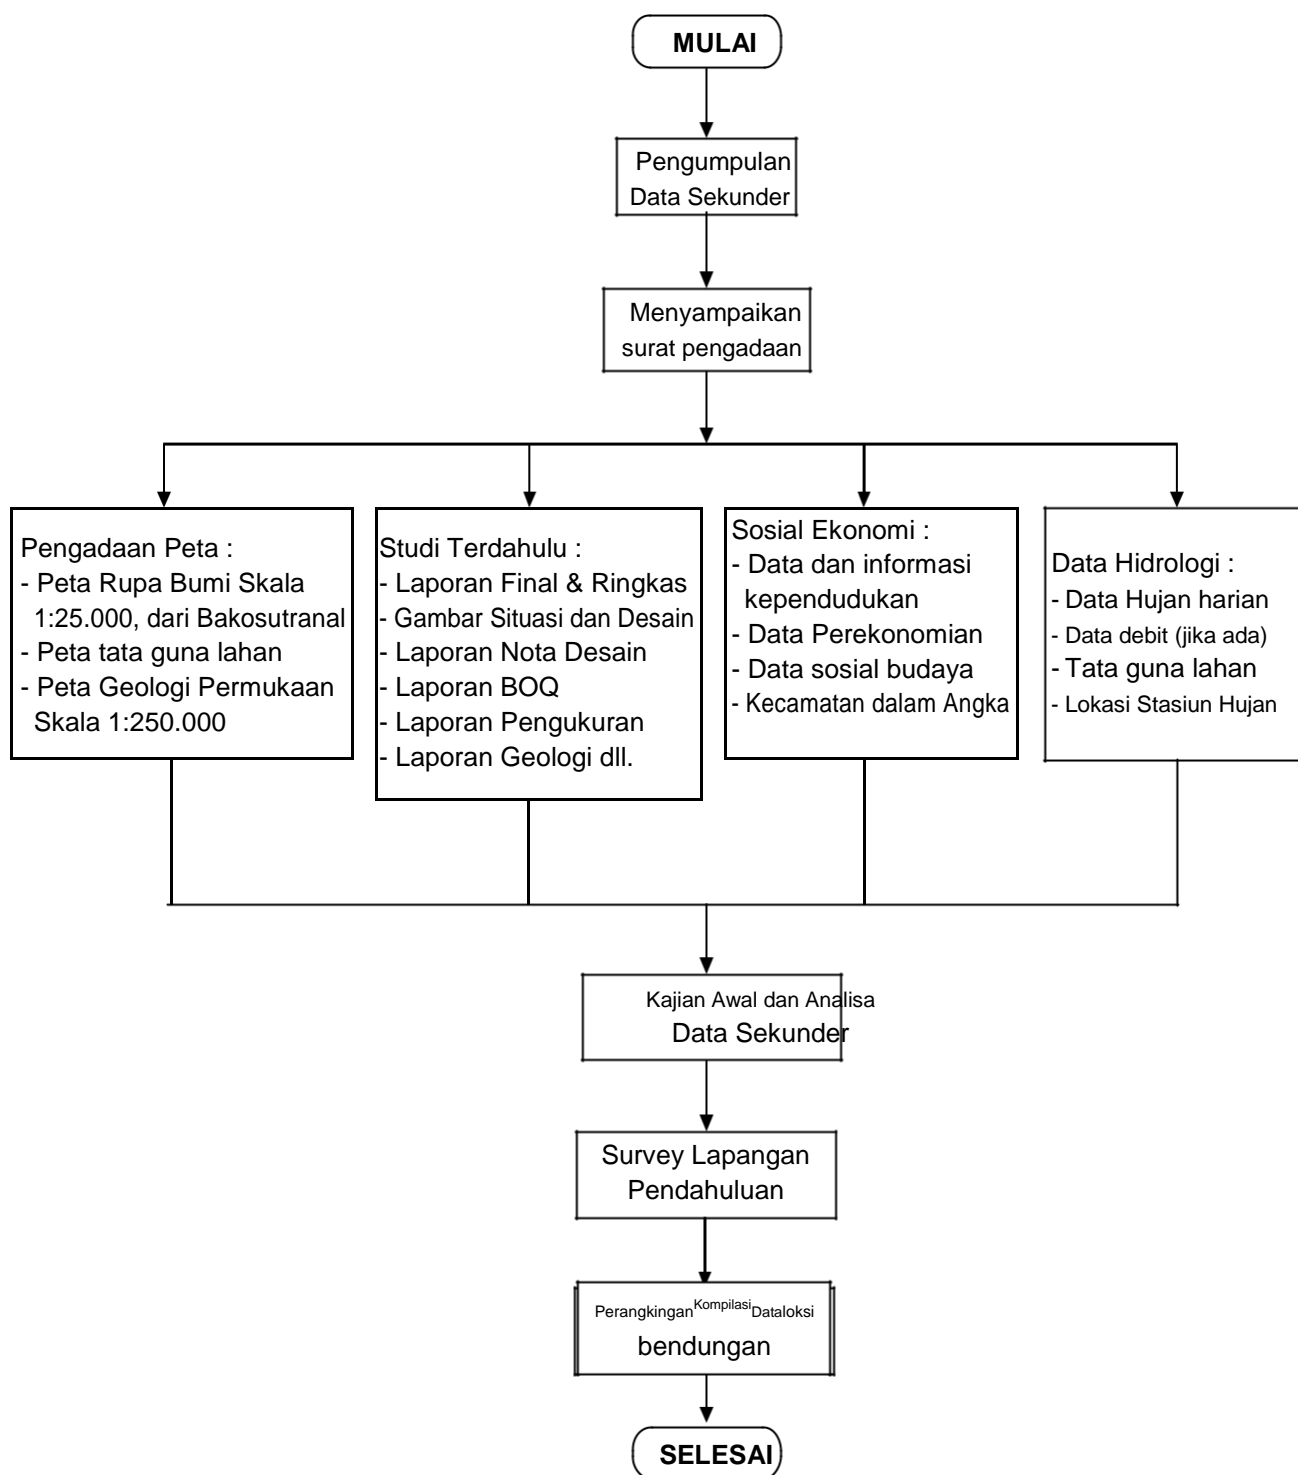 MULAI
Pengumpulan
Data Sekunder
Menyampaikan
surat pengadaan
Pengadaan Peta :
- Peta Rupa Bumi Skala
1:25.000, dari Bakosutranal
- Peta tata guna lahan
- Peta Geologi Permukaan
Skala 1:250.000
Studi Terdahulu :
- Laporan Final & Ringkas
- Gambar Situasi dan Desain
- Laporan Nota Desain
- Laporan BOQ
- Laporan Pengukuran
- Laporan Geologi dll.
Sosial Ekonomi :
- Data dan informasi
kependudukan
- Data Perekonomian
- Data sosial budaya
- Kecamatan dalam Angka
Data Hidrologi :
- Data Hujan harian
- Data debit (jika ada)
- Tata guna lahan
- Lokasi Stasiun Hujan
Kajian Awal dan Analisa
Data Sekunder
Survey Lapangan
Pendahuluan
Perangkingan Kompilasi Dataloksi
bendungan
SELESAI